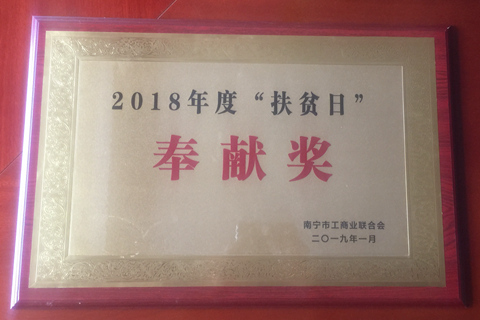 2018年度“扶贫日”
奉献奖
南宁市工商业联合会
二〇一九年一月